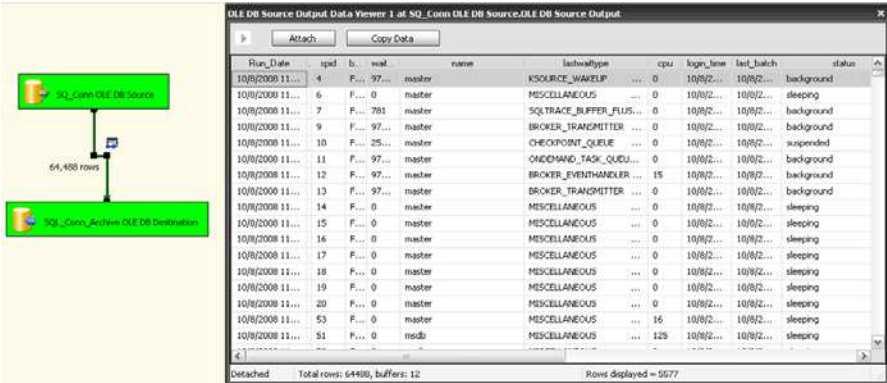 OLE DB Source Output Data Viewer 1 at SQ_Conn OLE DB Source.OLE DB Source Output
Attach Copy Data
Run_Date spid b... wait... name lastwaittype cpu login_time last_batch status
10/8/2008 11... 4 F... 97... master KSOURCE_WAKEUP ... 0 10/8/2... 10/8/2... background
10/8/2008 11... 6 F... 0 master MISCELLANEOUS ... 0 10/8/2... 10/8/2... sleeping
10/8/2008 11... 7 F... 781 master SQLTRACE_BUFFER_FLUS... 0 10/8/2... 10/8/2... background
10/8/2008 11... 9 F... 97... master BROKER_TRANSMITTER ... 0 10/8/2... 10/8/2... background
10/8/2008 11... 10 F... 25... master CHECKPOINT_QUEUE ... 0 10/8/2... 10/8/2... suspended
10/8/2008 11... 11 F... 97... master ONDEMAND_TASK_QUEU... 0 10/8/2... 10/8/2... background
10/8/2008 11... 12 F... 97... master BROKER_EVENTHANDLER ... 15 10/8/2... 10/8/2... background
10/8/2008 11... 13 F... 97... master BROKER_TRANSMITTER ... 0 10/8/2... 10/8/2... background
10/8/2008 11... 14 F... 0 master MISCELLANEOUS ... 0 10/8/2... 10/8/2... sleeping
10/8/2008 11... 15 F... 0 master MISCELLANEOUS ... 0 10/8/2... 10/8/2... sleeping
10/8/2008 11... 16 F... 0 master MISCELLANEOUS ... 0 10/8/2... 10/8/2... sleeping
10/8/2008 11... 17 F... 0 master MISCELLANEOUS ... 0 10/8/2... 10/8/2... sleeping
10/8/2008 11... 18 F... 0 master MISCELLANEOUS ... 0 10/8/2... 10/8/2... sleeping
10/8/2008 11... 19 F... 0 master MISCELLANEOUS ... 0 10/8/2... 10/8/2... sleeping
10/8/2008 11... 20 F... 0 master MISCELLANEOUS ... 0 10/8/2... 10/8/2... sleeping
10/8/2008 11... 53 F... 0 master MISCELLANEOUS ... 16 10/8/2... 10/8/2... sleeping
10/8/2008 11... 51 F... 0 msdb MISCELLANEOUS ... 125 10/8/2... 10/8/2... sleeping
Detached Total rows: 64488, buffers: 12 Rows displayed = 5577
SQ_Conn OLE DB Source
64,488 rows
SQL_Conn_Archive OLE DB Destination